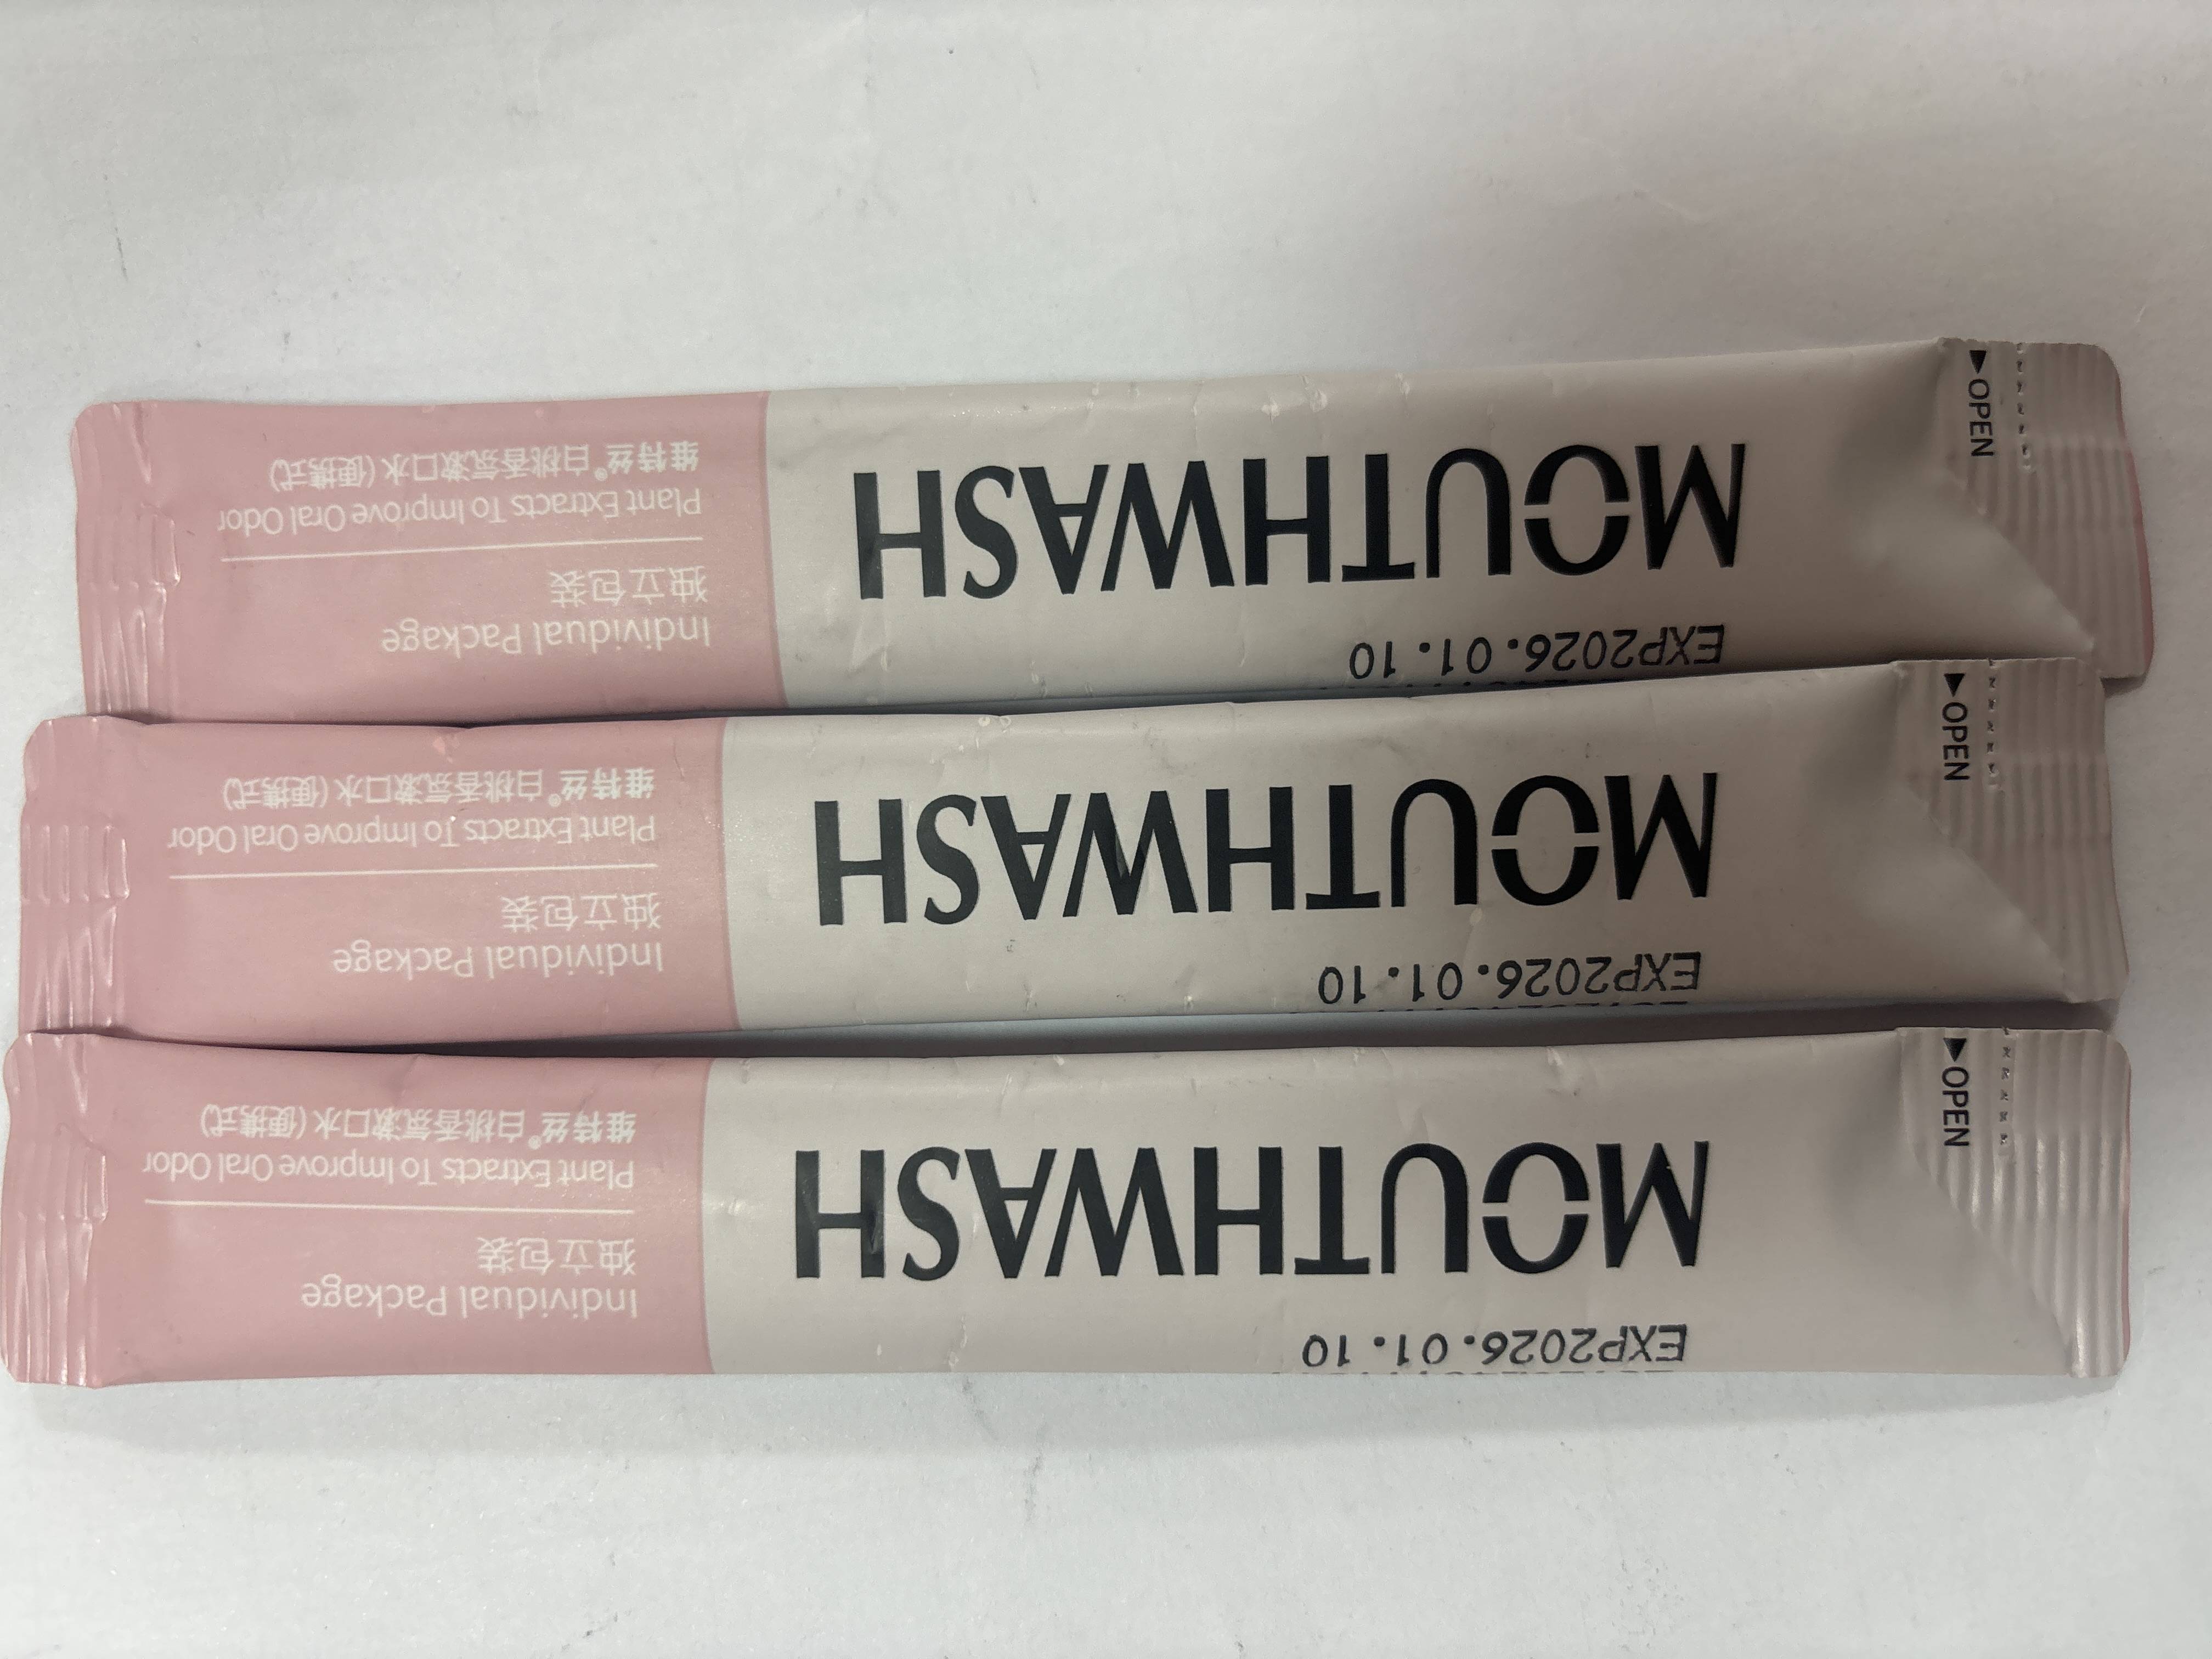 EXP2026.01.10
MOUTHWASH
Individual Package
独立包装
Plant Extracts To Improve Oral Odor
维特丝®白桃香氛漱口水(便携式)
OPEN
EXP2026.01.10
MOUTHWASH
Individual Package
独立包装
Plant Extracts To Improve Oral Odor
维特丝®白桃香氛漱口水(便携式)
OPEN
EXP2026.01.10
MOUTHWASH
Individual Package
独立包装
Plant Extracts To Improve Oral Odor
维特丝®白桃香氛漱口水(便携式)
OPEN